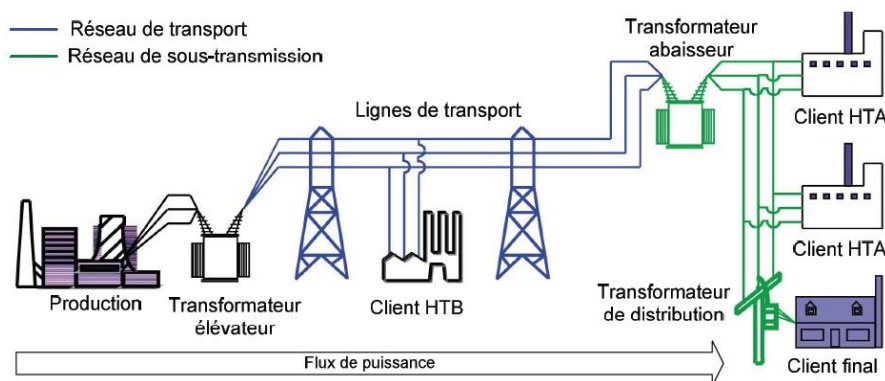 Réseau de transport
Réseau de sous-transmission
Transformateur
abaisseur
Lignes de transport
Client HTA
Client HTA
Production
Transformateur
élévateur
Client HTB
Transformateur
de distribution
Client final
Flux de puissance